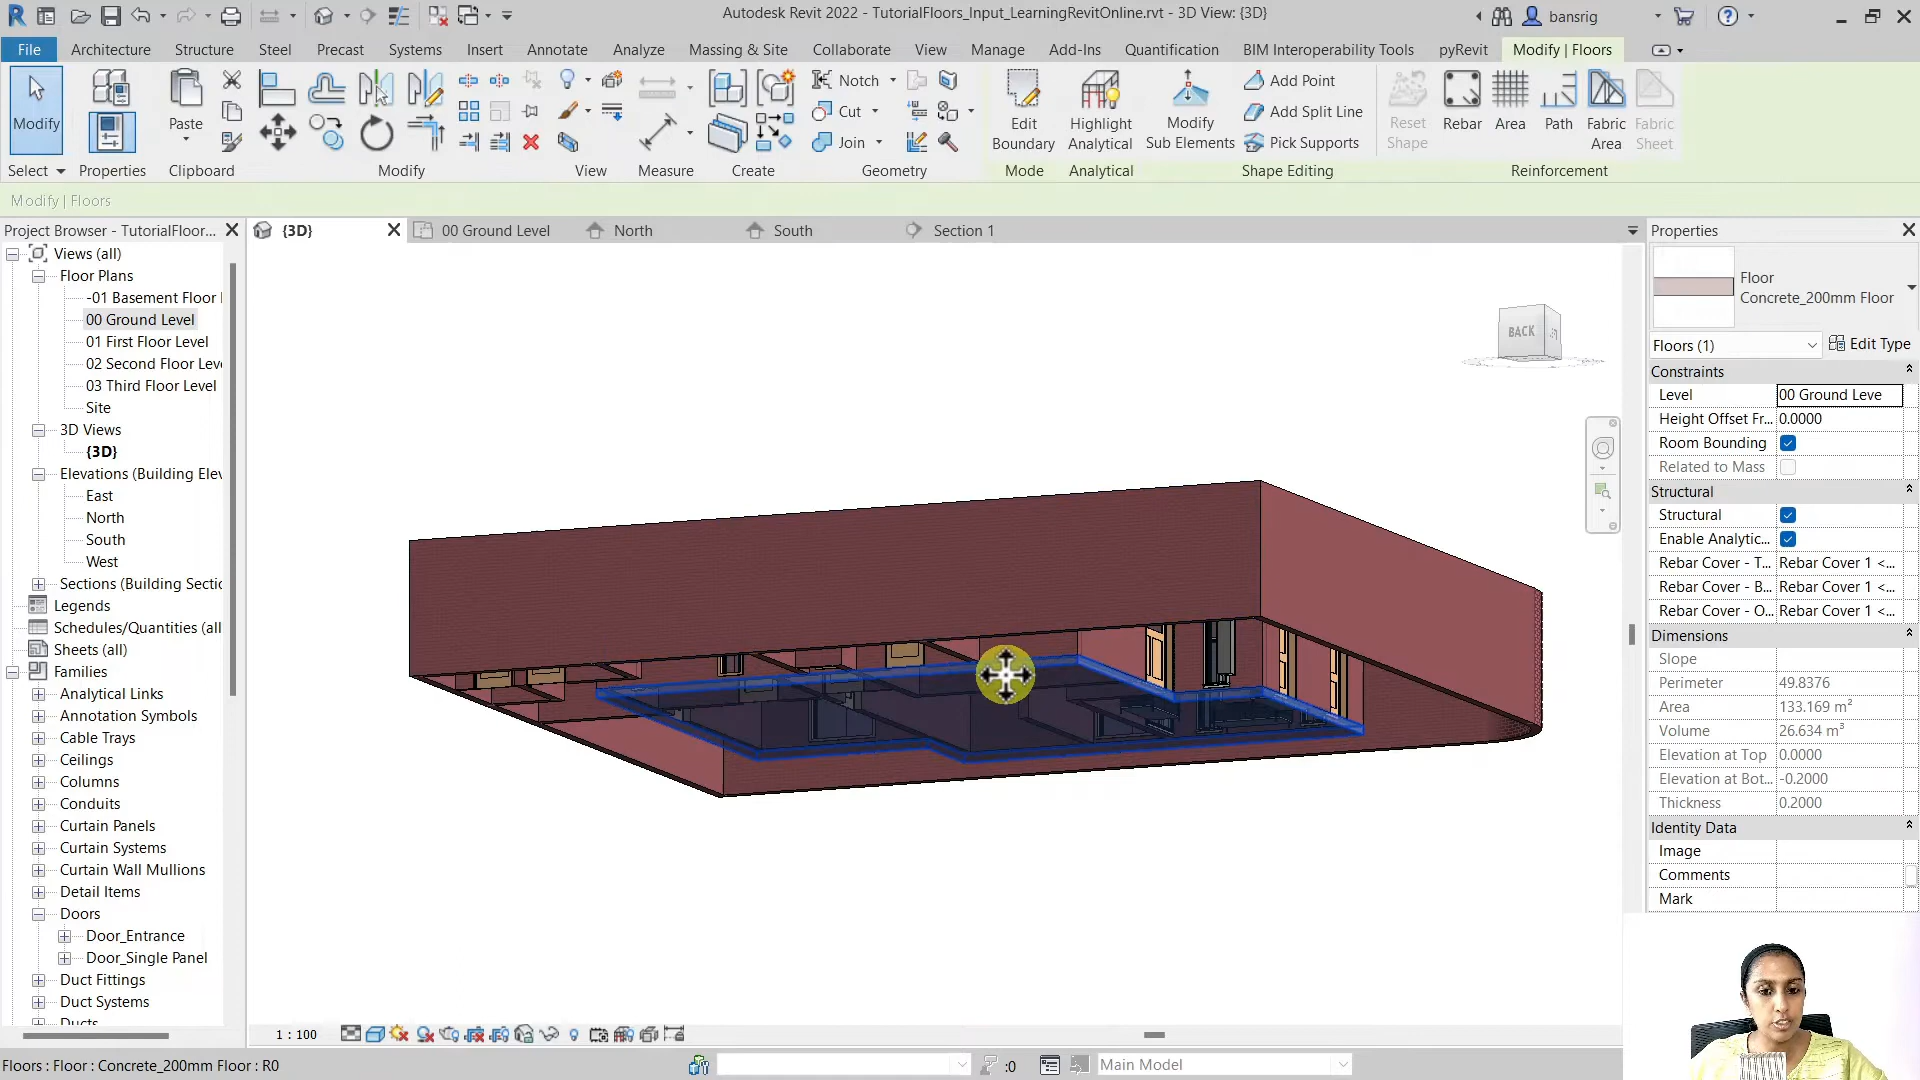 Autodesk Revit 2022 - TutorialFloors_Input_LearningRevitOnline.rvt - 3D View: {3D}
bansrig
File
Architecture
Structure
Steel
Precast
Systems
Insert
Annotate
Analyze
Massing & Site
Collaborate
View
Manage
Add-Ins
Quantification
BIM Interoperability Tools
pyRevit
Modify | Floors
Modify
Paste
Notch
Cut
Join
Edit
Boundary
Highlight
Analytical
Modify
Sub Elements
Add Point
Add Split Line
Pick Supports
Reset
Shape
Rebar
Area
Path
Fabric
Area
Fabric
Sheet
Select
Properties
Clipboard
Modify
View
Measure
Create
Geometry
Mode
Analytical
Shape Editing
Reinforcement
Modify | Floors
Project Browser - TutorialFloor...
Views (all)
Floor Plans
-01 Basement Floor
00 Ground Level
01 First Floor Level
02 Second Floor Leve
03 Third Floor Level
Site
3D Views
{3D}
Elevations (Building Elev
East
North
South
West
Sections (Building Sectic
Legends
Schedules/Quantities (all
Sheets (all)
Families
Analytical Links
Annotation Symbols
Cable Trays
Ceilings
Columns
Conduits
Curtain Panels
Curtain Systems
Curtain Wall Mullions
Detail Items
Doors
Door_Entrance
Door_Single Panel
Duct Fittings
Duct Systems
Ducts
{3D}
00 Ground Level
North
South
Section 1
BACK
1 : 100
Properties
Floor
Concrete_200mm Floor
Floors (1)
Edit Type
Constraints
Level 00 Ground Leve
Height Offset Fr... 0.0000
Room Bounding
Related to Mass
Structural
Structural
Enable Analytic...
Rebar Cover - T... Rebar Cover 1 <...
Rebar Cover - B... Rebar Cover 1 <...
Rebar Cover - O... Rebar Cover 1 <...
Dimensions
Slope
Perimeter 49.8376
Area 133.169 m²
Volume 26.634 m³
Elevation at Top 0.0000
Elevation at Bot... -0.2000
Thickness 0.2000
Identity Data
Image
Comments
Mark
Floors : Floor : Concrete_200mm Floor : R0
:0
Main Model